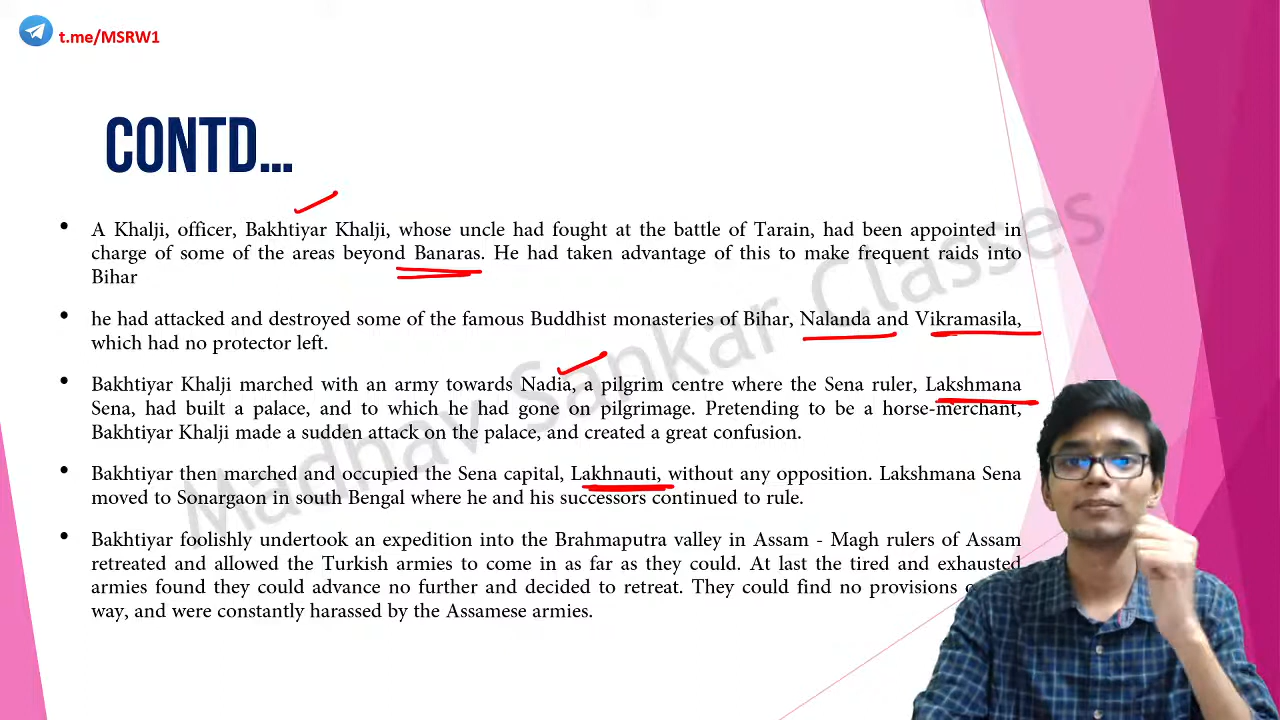 t.me/MSRW1
CONTD...
• A Khalji, officer, Bakhtiyar Khalji, whose uncle had fought at the battle of Tarain, had been appointed in
charge of some of the areas beyond Banaras. He had taken advantage of this to make frequent raids into
Bihar
• he had attacked and destroyed some of the famous Buddhist monasteries of Bihar, Nalanda and Vikramasila,
which had no protector left.
• Bakhtiyar Khalji marched with an army towards Nadia, a pilgrim centre where the Sena ruler, Lakshmana
Sena, had built a palace, and to which he had gone on pilgrimage. Pretending to be a horse-merchant,
Bakhtiyar Khalji made a sudden attack on the palace, and created a great confusion.
• Bakhtiyar then marched and occupied the Sena capital, Lakhnauti, without any opposition. Lakshmana Sena
moved to Sonargaon in south Bengal where he and his successors continued to rule.
• Bakhtiyar foolishly undertook an expedition into the Brahmaputra valley in Assam - Magh rulers of Assam
retreated and allowed the Turkish armies to come in as far as they could. At last the tired and exhausted
armies found they could advance no further and decided to retreat. They could find no provisions
way, and were constantly harassed by the Assamese armies.
Madhav Sankar Classes